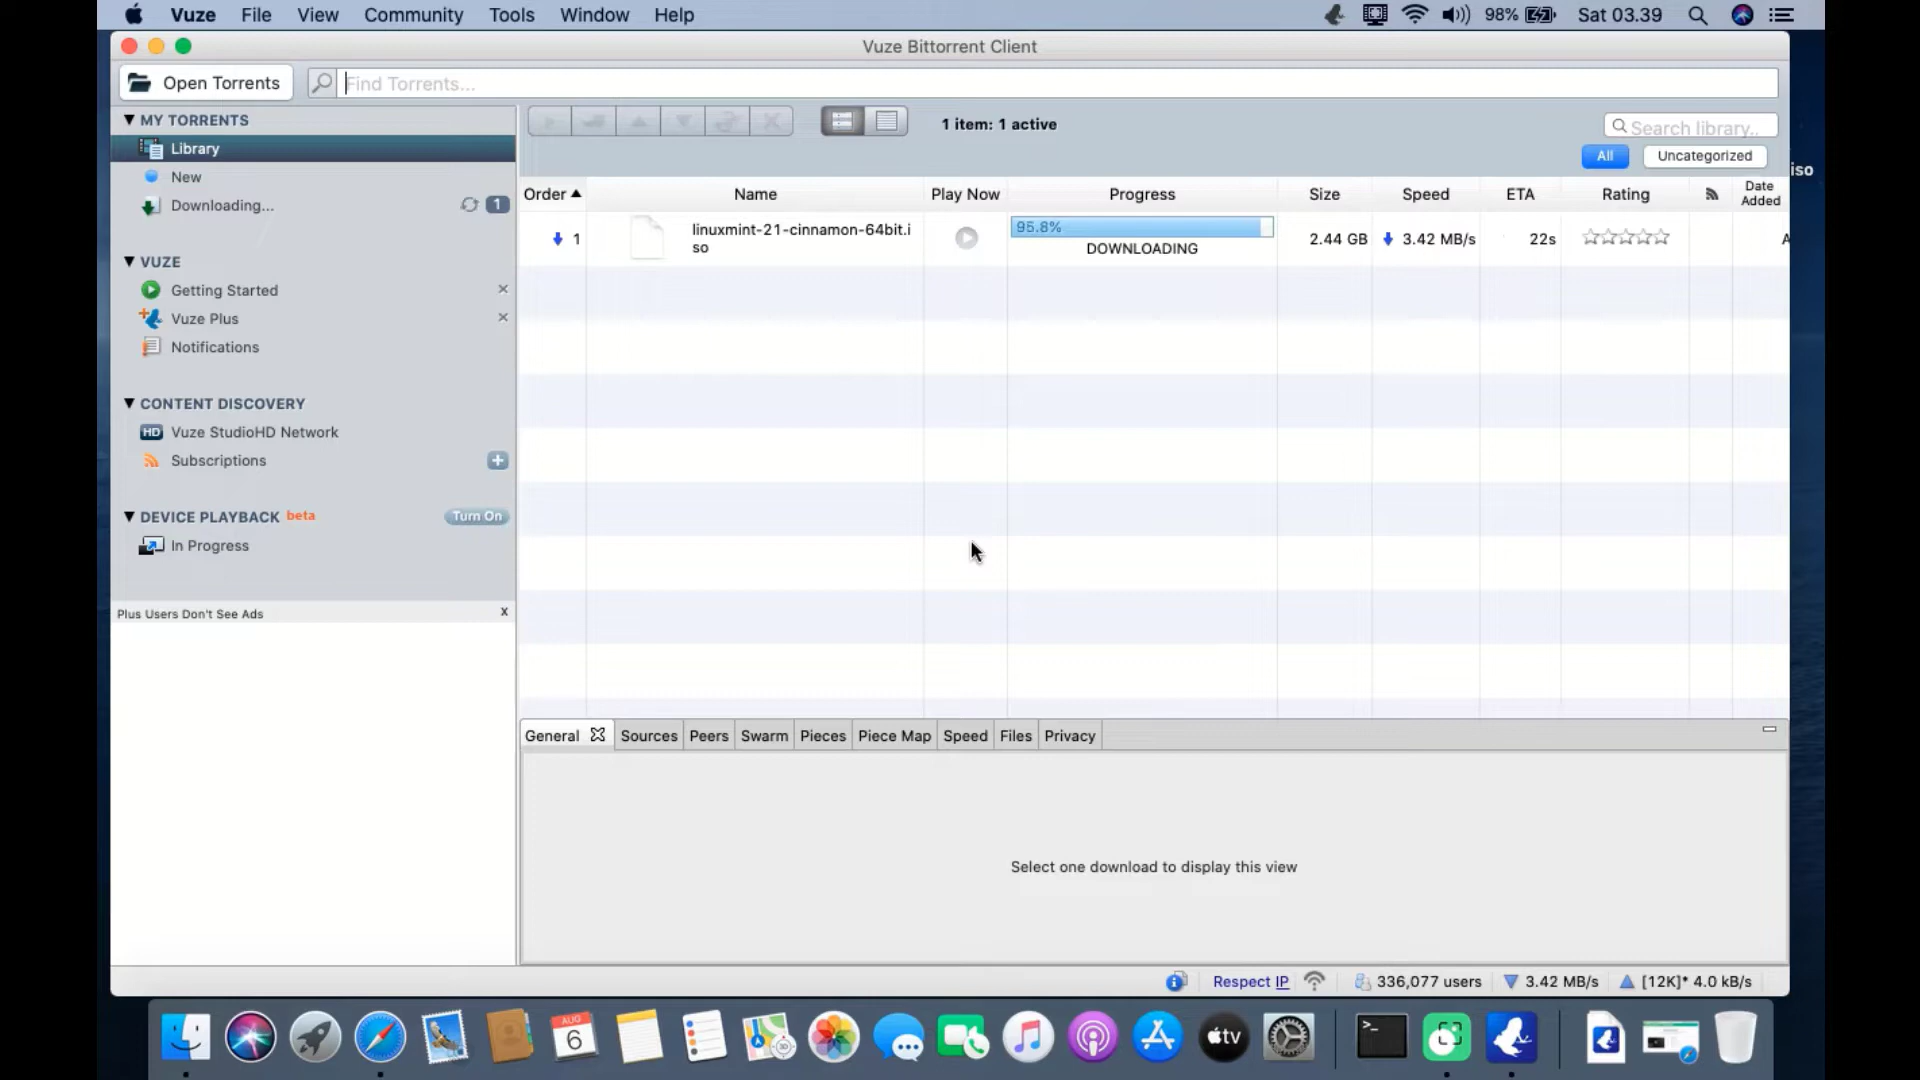 Vuze File View Community Tools Window Help 98% Sat 03.39
Vuze Bittorrent Client
Open Torrents Find Torrents...
MY TORRENTS
Library
New
Downloading... 1
VUZE
Getting Started
Vuze Plus
Notifications
CONTENT DISCOVERY
HD Vuze StudioHD Network
Subscriptions
DEVICE PLAYBACK beta Turn On
In Progress
Plus Users Don't See Ads x
1 item: 1 active
Search library..
All Uncategorized
iso
Order Name Play Now Progress Size Speed ETA Rating Date
Added
1 linuxmint-21-cinnamon-64bit.i
so
95.8%
DOWNLOADING
2.44 GB 3.42 MB/s 22s A
General Sources Peers Swarm Pieces Piece Map Speed Files Privacy
Select one download to display this view
Respect IP 336,077 users 3.42 MB/s [12K]* 4.0 kB/s
AUG
6
tv
>_